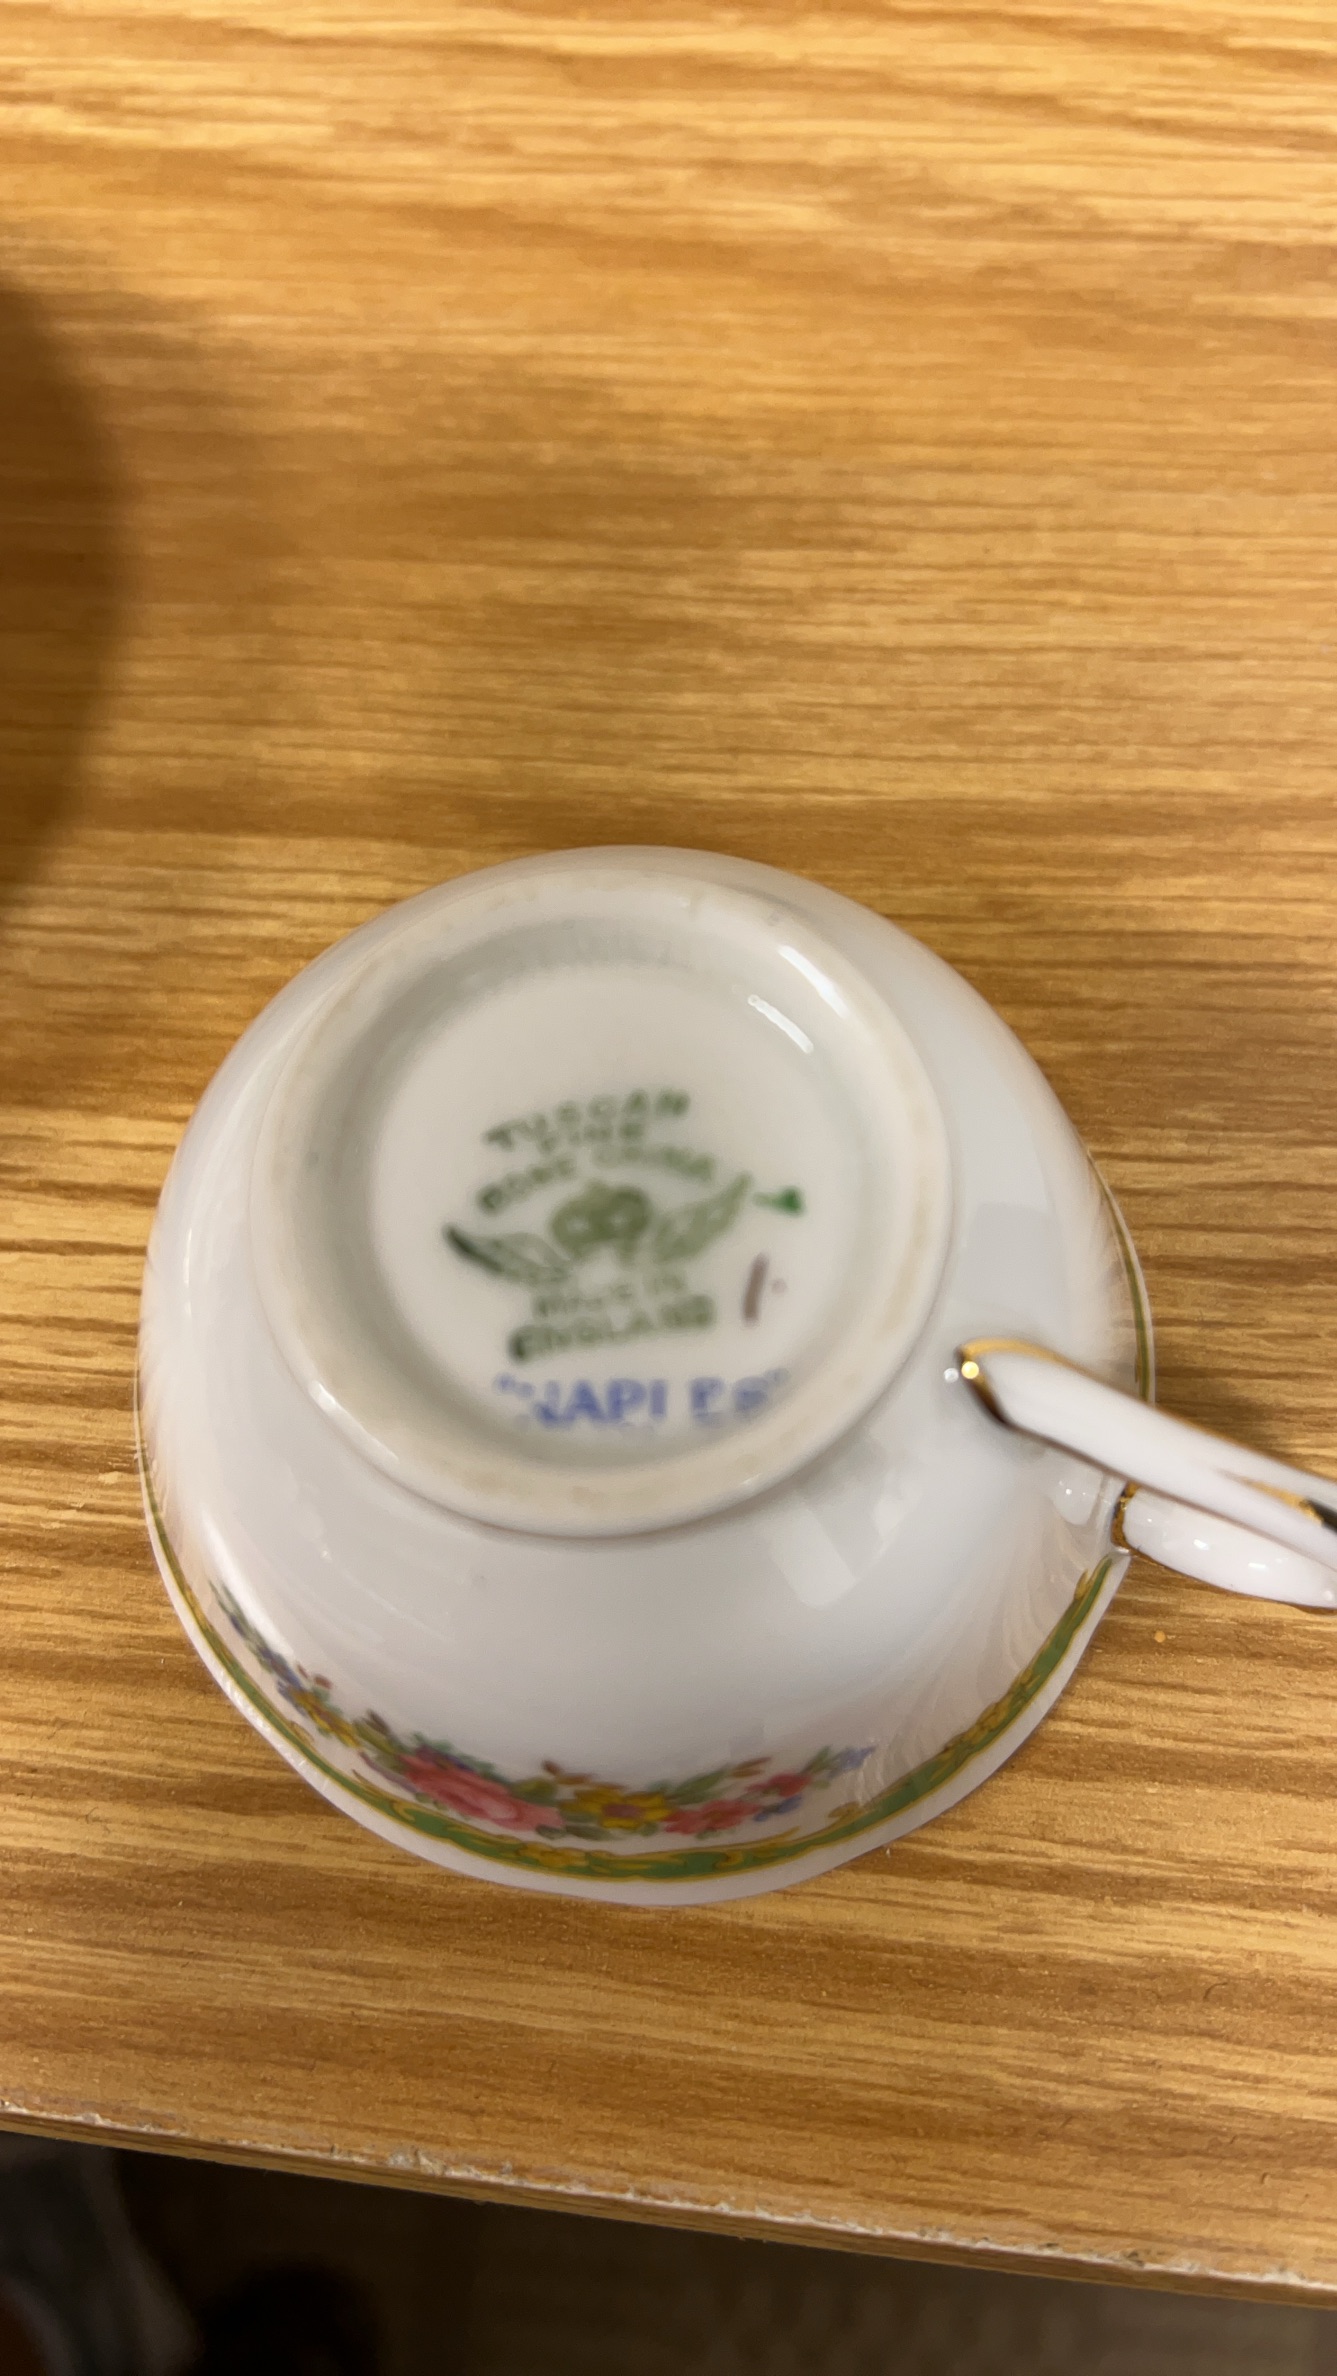 TUSCAN
FINE
BONE CHINA
MADE IN
ENGLAND
"NAPLES"